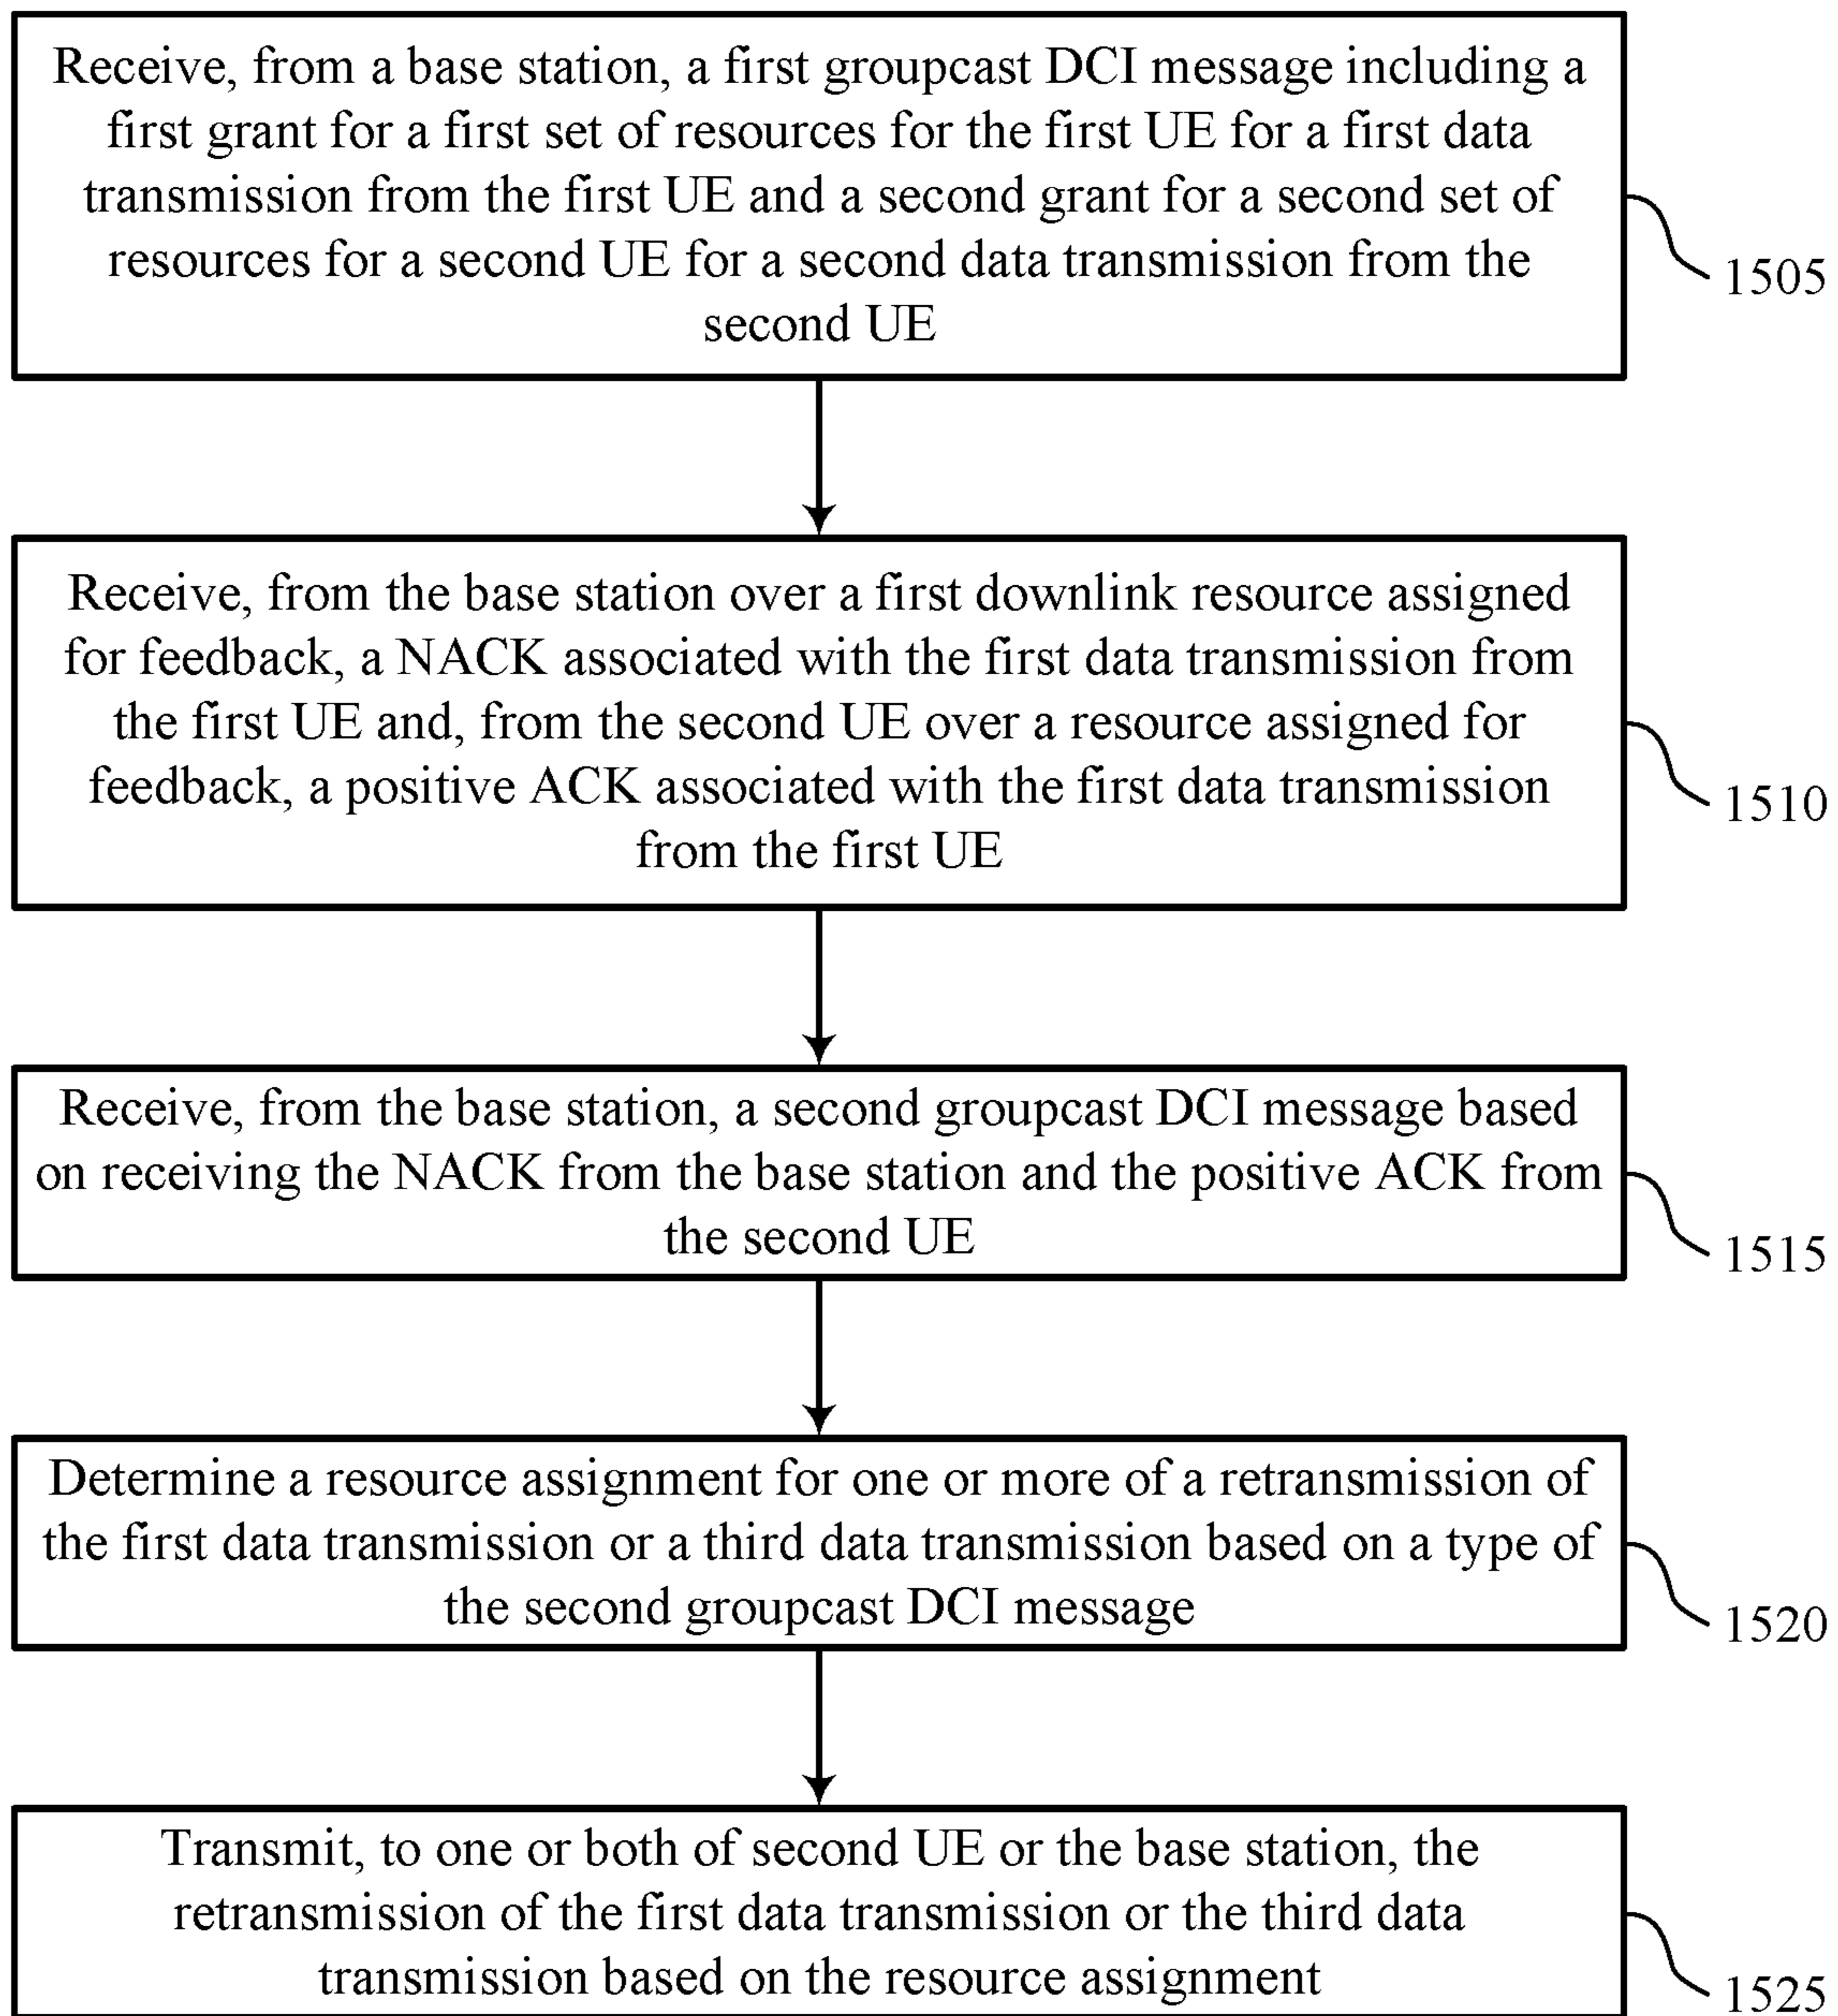 Receive, from a base station, a first groupcast DCI message including a
first grant for a first set of resources for the first UE for a first data
transmission from the first UE and a second grant for a second set of
resources for a second UE for a second data transmission from the
second UE
1505
Receive, from the base station over a first downlink resource assigned
for feedback, a NACK associated with the first data transmission from
the first UE and, from the second UE over a resource assigned for
feedback, a positive ACK associated with the first data transmission
from the first UE
1510
Receive, from the base station, a second groupcast DCI message based
on receiving the NACK from the base station and the positive ACK from
the second UE
1515
Determine a resource assignment for one or more of a retransmission of
the first data transmission or a third data transmission based on a type of
the second groupcast DCI message
1520
Transmit, to one or both of second UE or the base station, the
retransmission of the first data transmission or the third data
transmission based on the resource assignment
1525